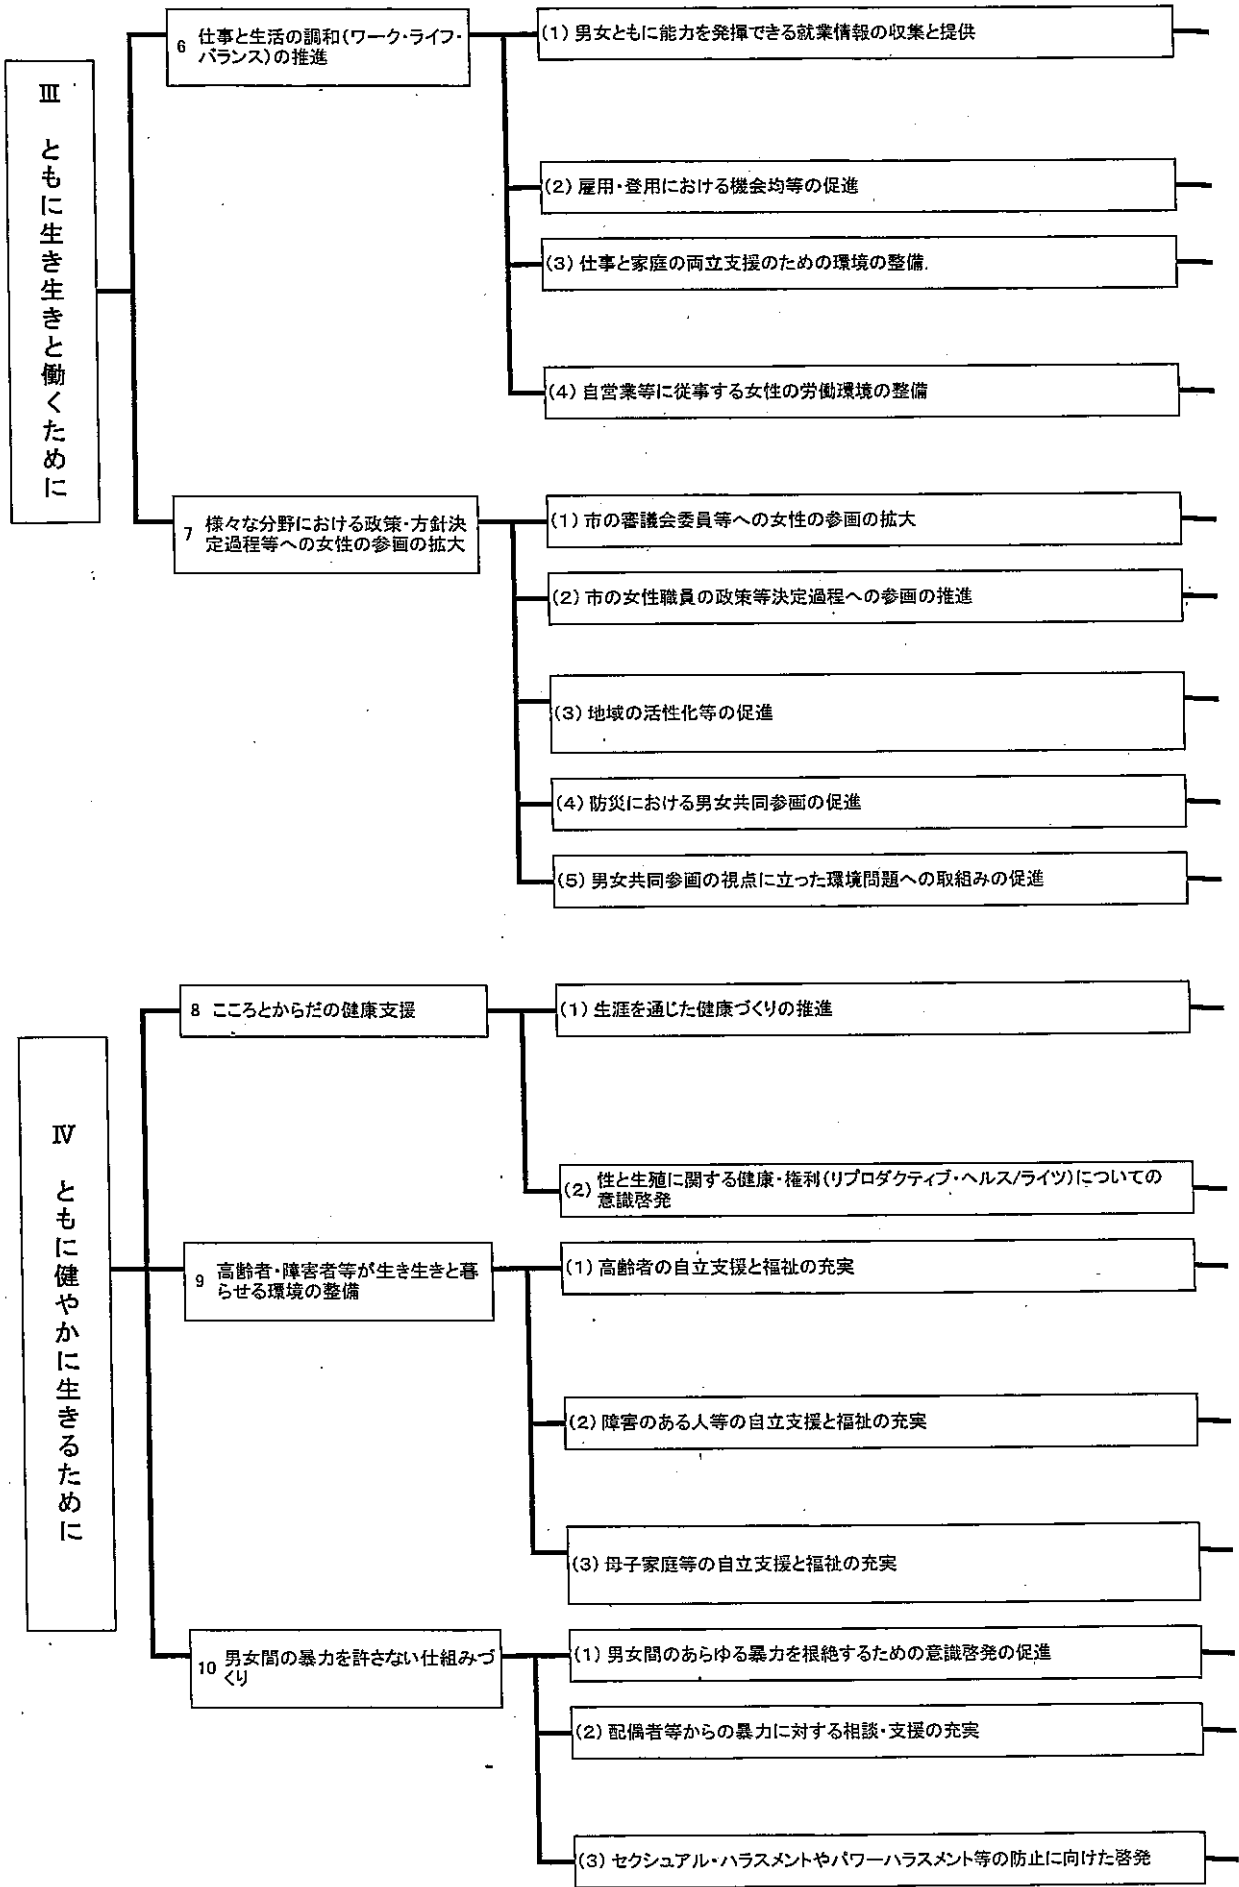 Ⅲ ともに生き生きと働くために
6 仕事と生活の調和(ワーク・ライフ・
バランス)の推進
(1) 男女ともに能力を発揮できる就業情報の収集と提供
(2) 雇用・登用における機会均等の促進
(3) 仕事と家庭の両立支援のための環境の整備
(4) 自営業等に従事する女性の労働環境の整備
7 様々な分野における政策・方針決
定過程等への女性の参画の拡大
(1) 市の審議会委員等への女性の参画の拡大
(2) 市の女性職員の政策等決定過程への参画の推進
(3) 地域の活性化等の促進
(4) 防災における男女共同参画の促進
(5) 男女共同参画の視点に立った環境問題への取組みの促進
Ⅳ ともに健やかに生きるために
8 こころとからだの健康支援
(1) 生涯を通じた健康づくりの推進
(2) 性と生殖に関する健康・権利(リプロダクティブ・ヘルス/ライツ)についての
意識啓発
9 高齢者・障害者等が生き生きと暮
らせる環境の整備
(1) 高齢者の自立支援と福祉の充実
(2) 障害のある人等の自立支援と福祉の充実
(3) 母子家庭等の自立支援と福祉の充実
10 男女間の暴力を許さない仕組みづ
くり
(1) 男女間のあらゆる暴力を根絶するための意識啓発の促進
(2) 配偶者等からの暴力に対する相談・支援の充実
(3) セクシュアル・ハラスメントやパワーハラスメント等の防止に向けた啓発